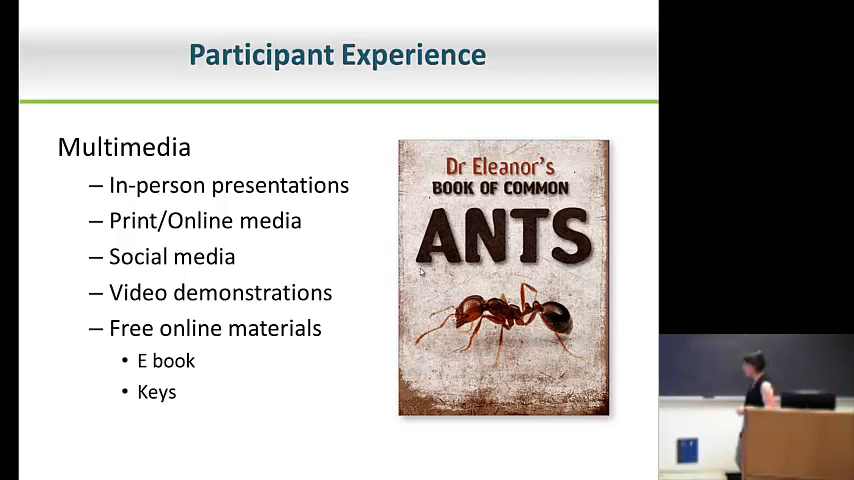 Participant Experience
Multimedia
– In-person presentations
– Print/Online media
– Social media
– Video demonstrations
– Free online materials
• E book
• Keys
Dr Eleanor's
BOOK OF COMMON
ANTS